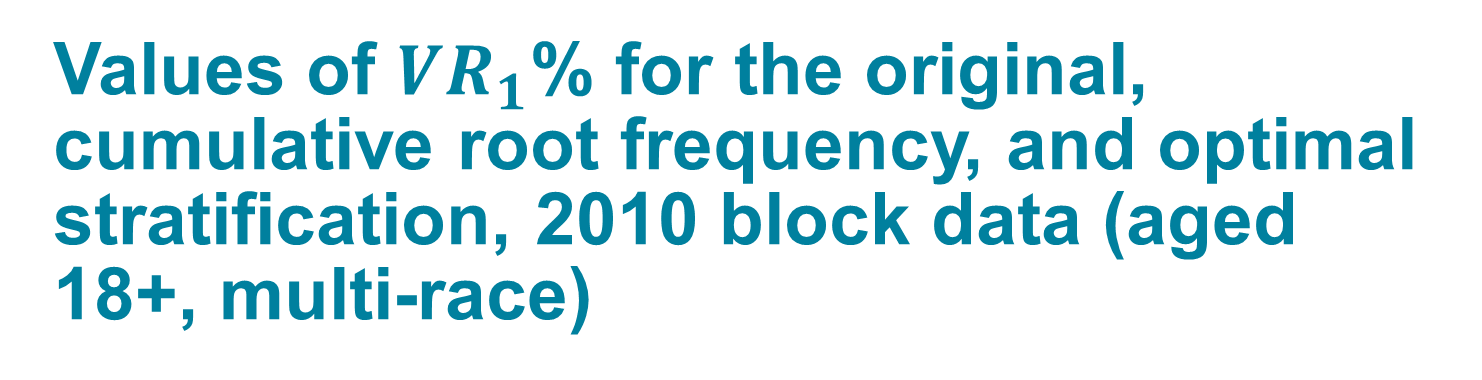 Values of 𝑽𝑹₁% for the original,
cumulative root frequency, and optimal
stratification, 2010 block data (aged
18+, multi-race)